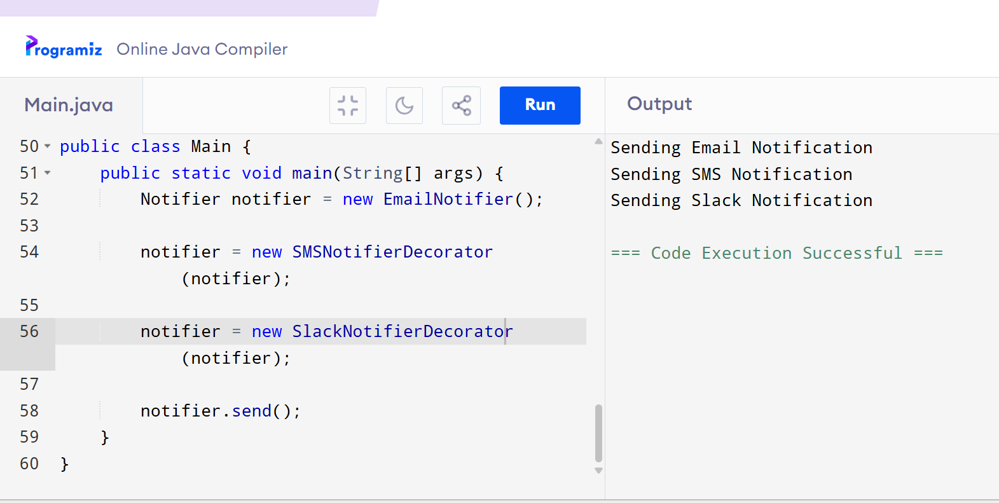 Programiz Online Java Compiler
Main.java
Run
Output
50 public class Main {
51 public static void main(String[] args) {
52 Notifier notifier = new EmailNotifier();
53
54 notifier = new SMSNotifierDecorator
(notifier);
55
56 notifier = new SlackNotifierDecorator
(notifier);
57
58 notifier.send();
59 }
60 }
Sending Email Notification
Sending SMS Notification
Sending Slack Notification
=== Code Execution Successful ===